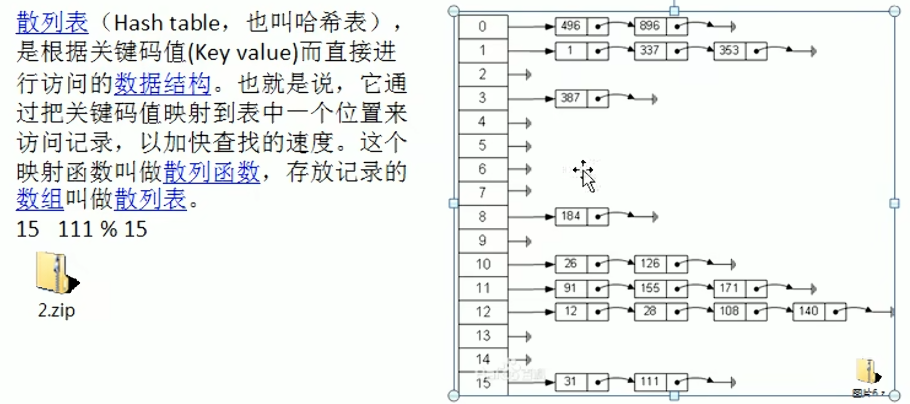 散列表（Hash table，也叫哈希表），
是根据关键码值(Key value)而直接进
行访问的数据结构。也就是说，它通
过把关键码值映射到表中一个位置来
访问记录，以加快查找的速度。这个
映射函数叫做散列函数，存放记录的
数组叫做散列表。
15 111 % 15
2.zip
0 496 896
1 1 337 353
2
3 387
4
5
6
7
8 184
9
10 26 126
11 91 155 171
12 12 28 108 140
13
14
15 31 111